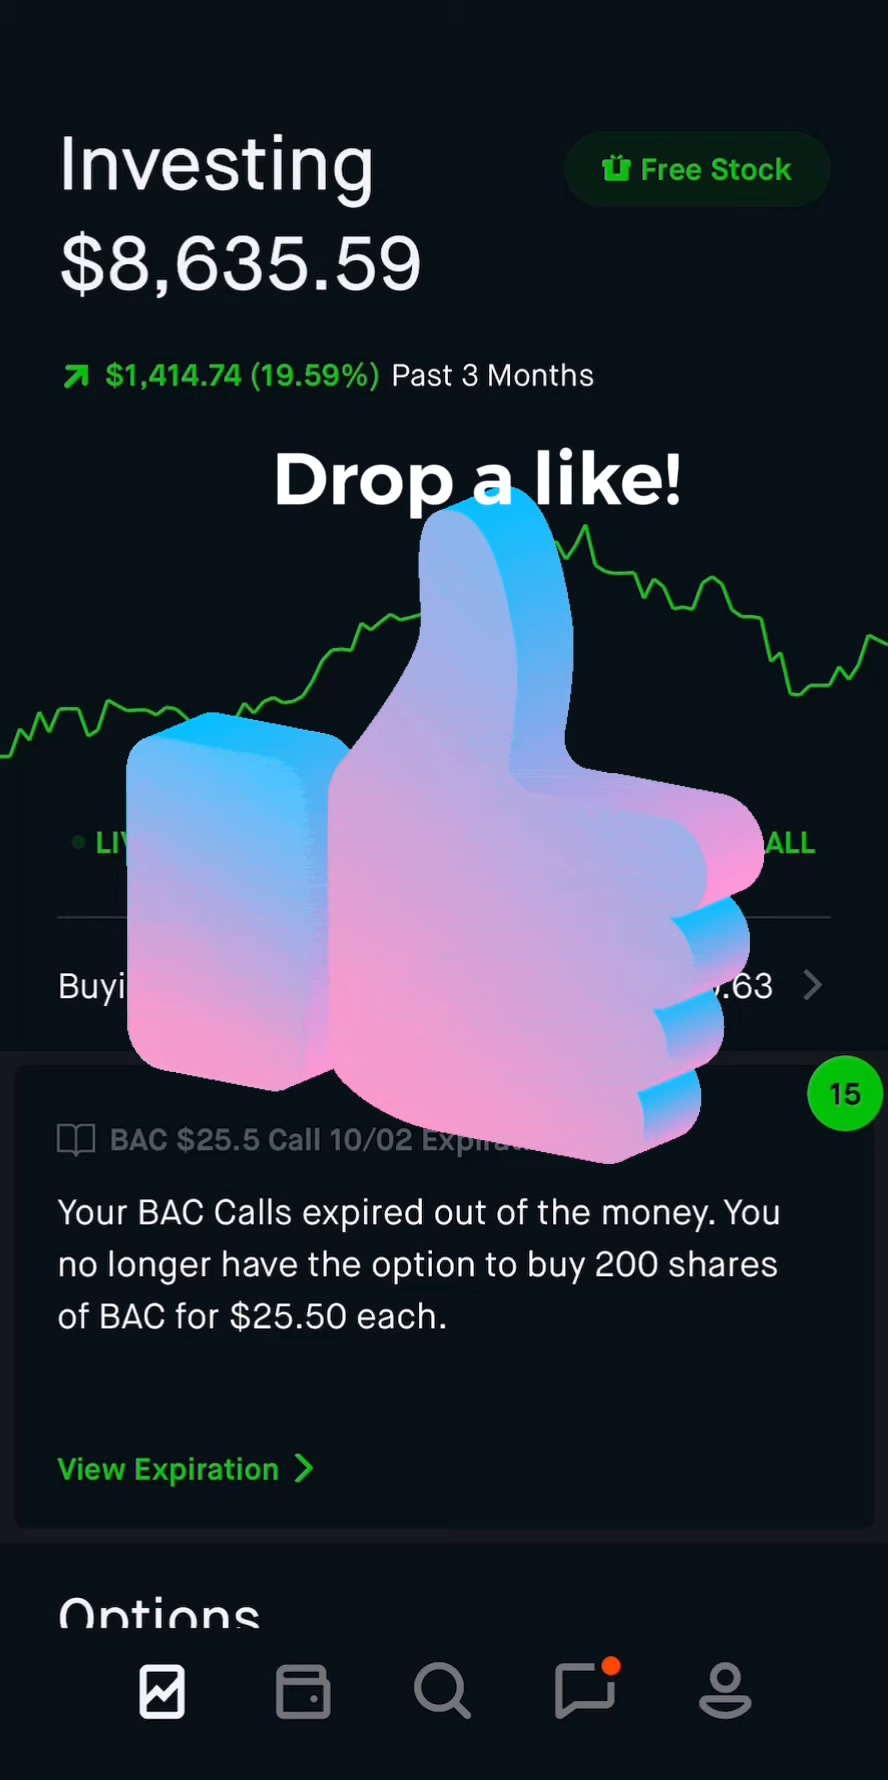 Investing
Free Stock
$8,635.59
$1,414.74 (19.59%) Past 3 Months
Drop a like!
ALL
.63
15
BAC $25.5 Call 10/02
Your BAC Calls expired out of the money. You
no longer have the option to buy 200 shares
of BAC for $25.50 each.
View Expiration
Options